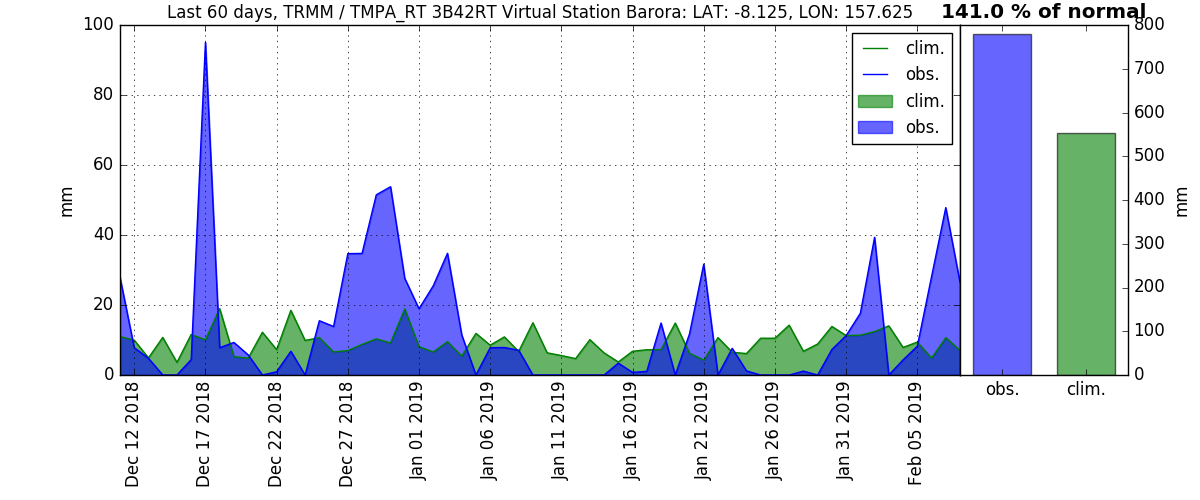 Last 60 days, TRMM / TMPA_RT 3B42RT Virtual Station Barora: LAT: -8.125, LON: 157.625
141.0 % of normal
100
80
60
40
20
0
mm
clim.
obs.
clim.
obs.
800
700
600
500
400
300
200
100
0
mm
Dec 12 2018
Dec 17 2018
Dec 22 2018
Dec 27 2018
Jan 01 2019
Jan 06 2019
Jan 11 2019
Jan 16 2019
Jan 21 2019
Jan 26 2019
Jan 31 2019
Feb 05 2019
obs.
clim.